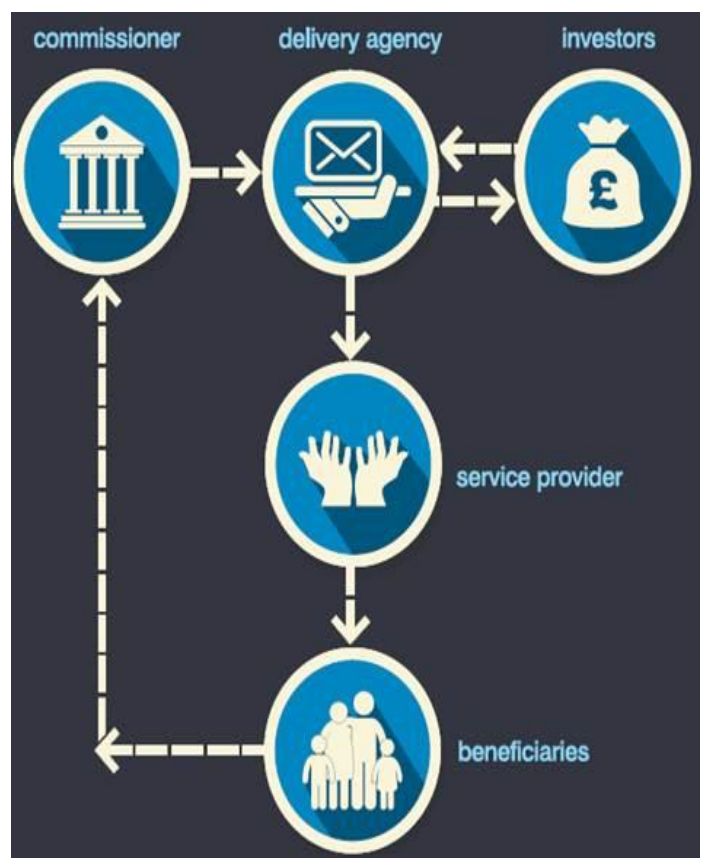 commissioner
delivery agency
investors
£
service provider
beneficiaries